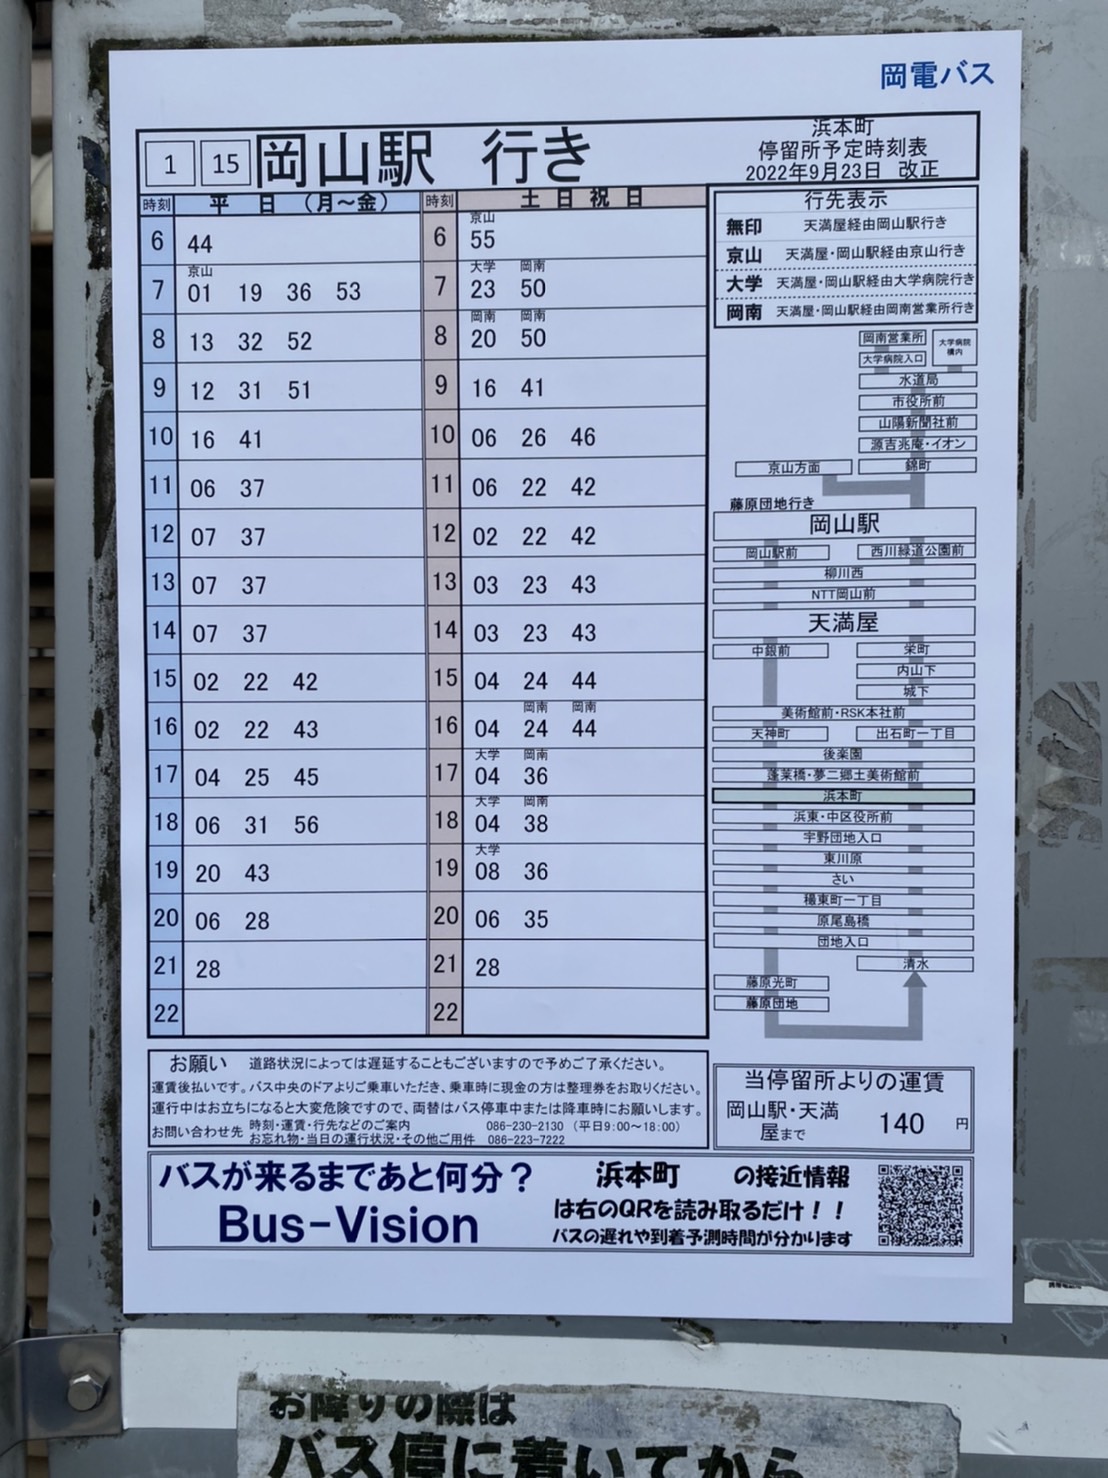 岡電バス
1 15 岡山駅 行き
浜本町
停留所予定時刻表
2022年9月23日 改正
時刻 平 日 (月～金) 時刻 土 日 祝 日
京山
6 44 6 55
京山 大学 岡南
7 01 19 36 53 7 23 50
岡南 岡南
8 13 32 52 8 20 50
9 12 31 51 9 16 41
10 16 41 10 06 26 46
11 06 37 11 06 22 42
12 07 37 12 02 22 42
13 07 37 13 03 23 43
14 07 37 14 03 23 43
15 02 22 42 15 04 24 44
岡南 岡南
16 02 22 43 16 04 24 44
大学 岡南
17 04 25 45 17 04 36
大学 岡南
18 06 31 56 18 04 38
大学
19 20 43 19 08 36
20 06 28 20 06 35
21 28 21 28
22 22
行先表示
無印 天満屋経由岡山駅行き
京山 天満屋・岡山駅経由京山行き
大学 天満屋・岡山駅経由大学病院行き
岡南 天満屋・岡山駅経由岡南営業所行き
岡南営業所 大学病院
構内
大学病院入口
水道局
市役所前
山陽新聞社前
源吉兆庵・イオン
京山方面 錦町
藤原団地行き
岡山駅
岡山駅前 西川緑道公園前
柳川西
NTT岡山前
天満屋
中銀前 栄町
内山下
城下
美術館前・RSK本社前
天神町 出石町一丁目
後楽園
蓬莱橋・夢二郷土美術館前
浜本町
浜東・中区役所前
宇野団地入口
東川原
さい
穝東町一丁目
原尾島橋
団地入口
清水
藤原光町
藤原団地
お願い 道路状況によっては遅延することもございますので予めご了承ください。
運賃後払いです。バス中央のドアよりご乗車いただき、乗車時に現金の方は整理券をお取りください。
運行中はお立ちになると大変危険ですので、両替はバス停車中または降車時にお願いします。
お問い合わせ先 時刻・運賃・行先などのご案内 086-230-2130 (平日9:00～18:00)
お忘れ物・当日の運行状況・その他ご用件 086-223-7222
当停留所よりの運賃
岡山駅・天満
屋まで 140 円
バスが来るまであと何分？
Bus-Vision
浜本町 の接近情報
は右のQRを読み取るだけ！！
バスの遅れや到着予測時間が分かります
お降りの際は
バス停に着いてから